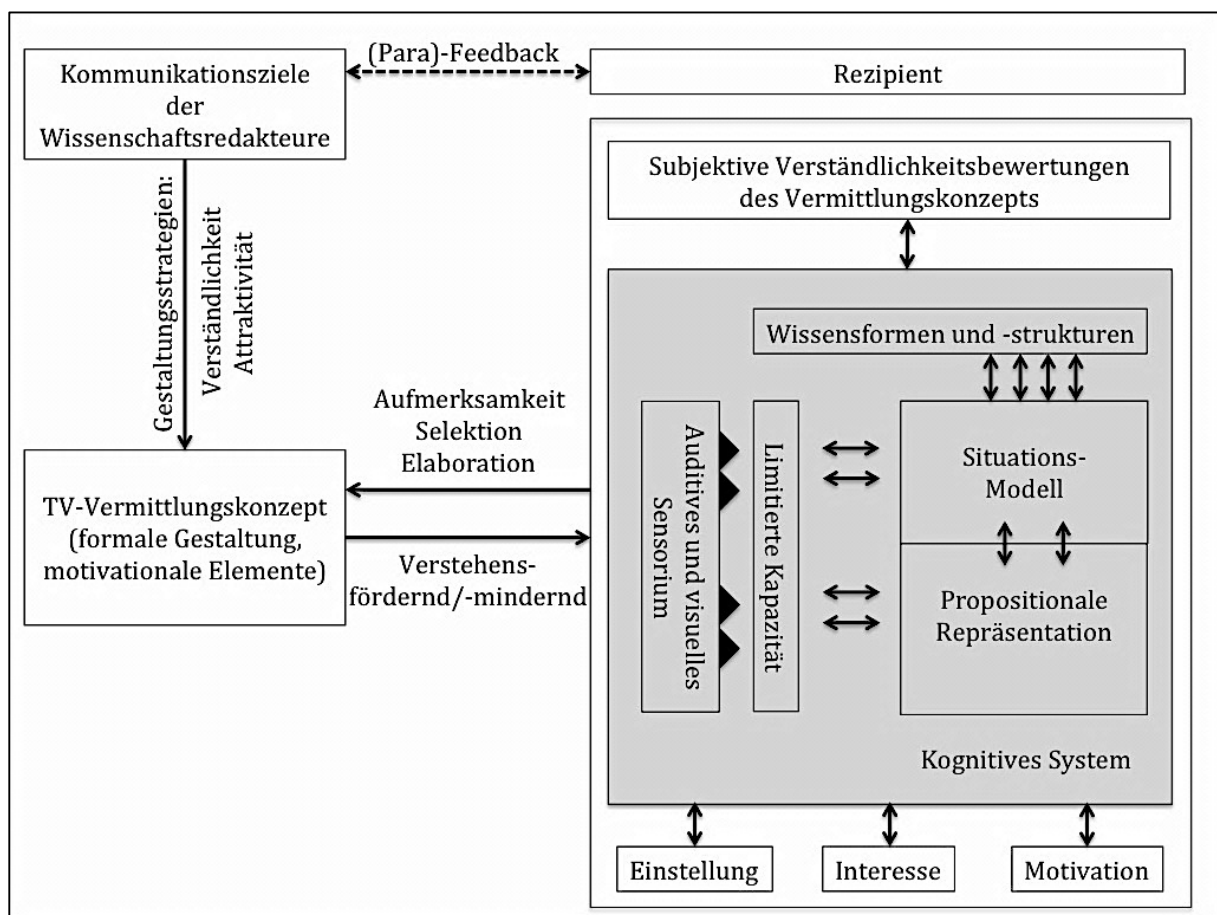 Kommunikationsziele
der
Wissenschaftsredakteure
(Para)-Feedback
Rezipient
Gestaltungsstrategien:
Verständlichkeit
Attraktivität
Subjektive Verständlichkeitsbewertungen
des Vermittlungskonzepts
Wissensformen und -strukturen
Aufmerksamkeit
Selektion
Elaboration
TV-Vermittlungskonzept
(formale Gestaltung,
motivationale Elemente)
Verstehens-
fördernd/-mindernd
Auditives und visuelles
Sensorium
Limitierte Kapazität
Situations-
Modell
Propositionale
Repräsentation
Kognitives System
Einstellung
Interesse
Motivation